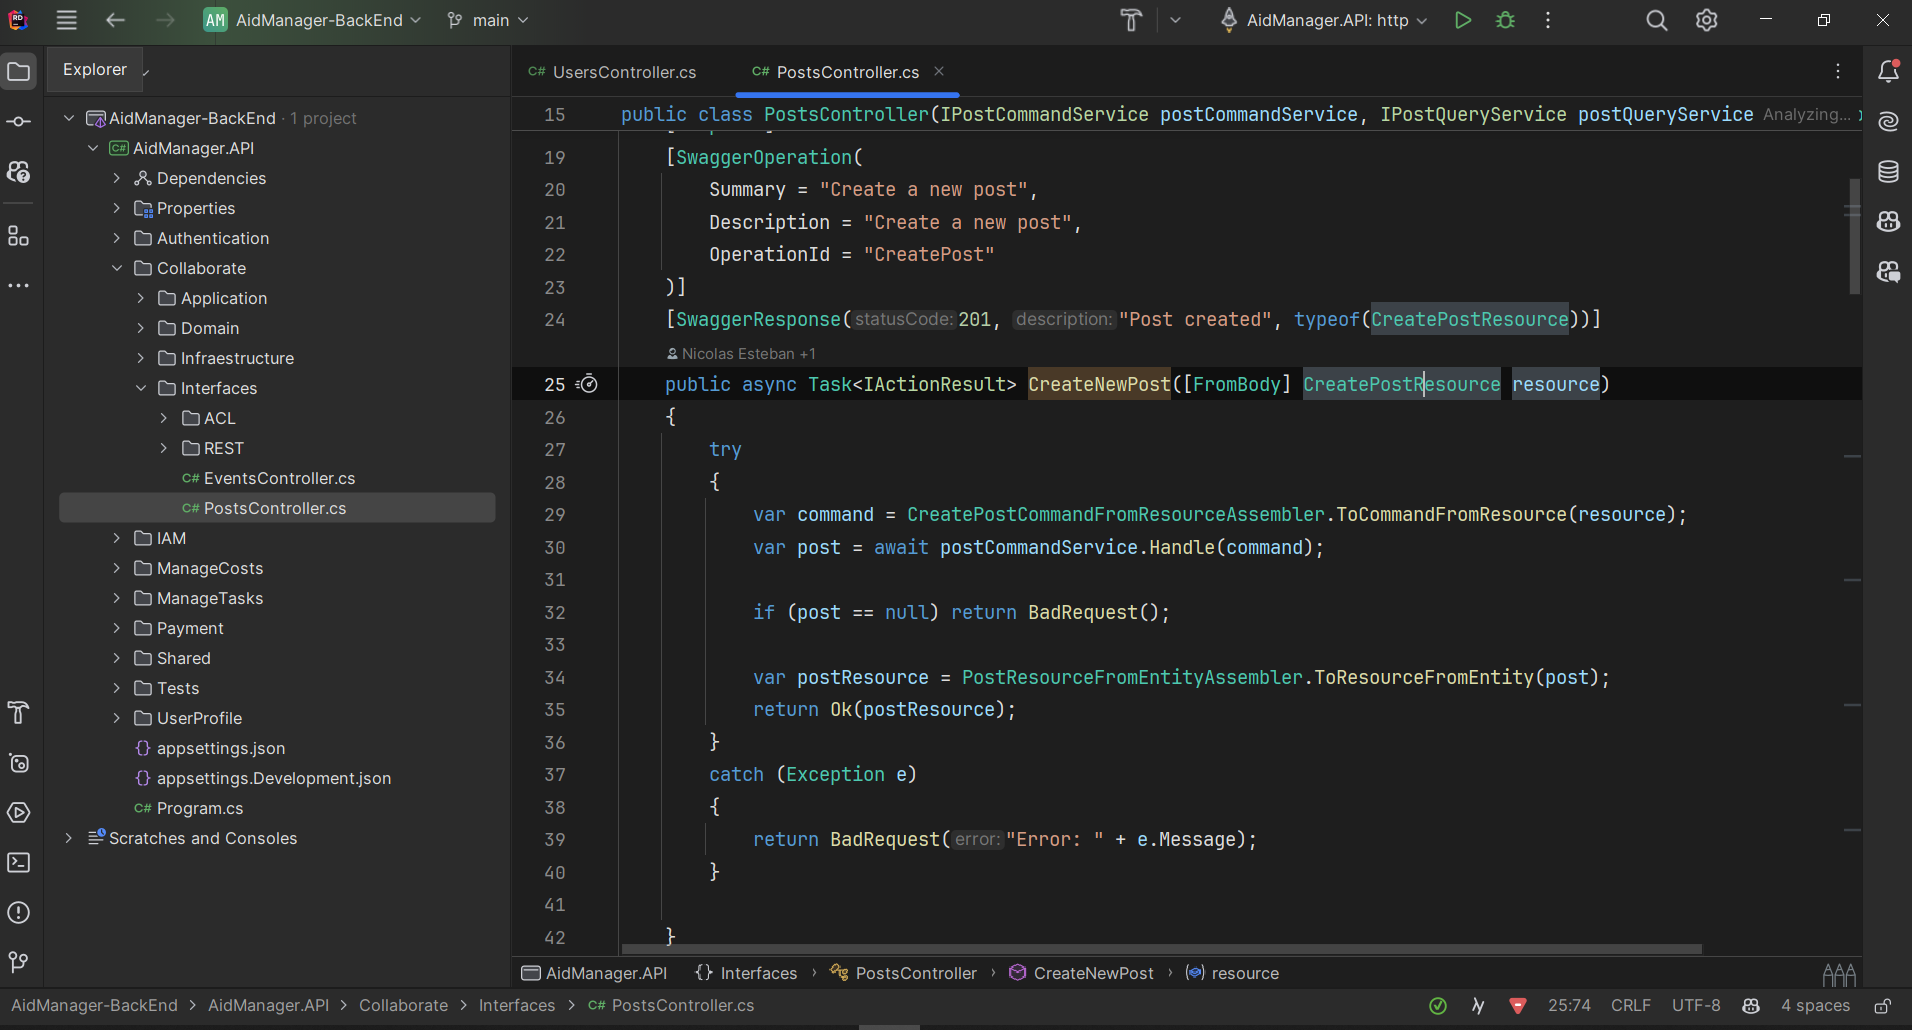 AM AidManager-BackEnd main AidManager.API: http
Explorer
AidManager-BackEnd · 1 project
AidManager.API
Dependencies
Properties
Authentication
Collaborate
Application
Domain
Infraestructure
Interfaces
ACL
REST
C# EventsController.cs
C# PostsController.cs
IAM
ManageCosts
ManageTasks
Payment
Shared
Tests
UserProfile
{} appsettings.json
{} appsettings.Development.json
C# Program.cs
Scratches and Consoles
C# UsersController.cs C# PostsController.cs
15 public class PostsController(IPostCommandService postCommandService, IPostQueryService postQueryService Analyzing...
19 [SwaggerOperation(
20 Summary = "Create a new post",
21 Description = "Create a new post",
22 OperationId = "CreatePost"
23 )]
24 [SwaggerResponse(statusCode:201, description:"Post created", typeof(CreatePostResource))]
Nicolas Esteban +1
25 public async Task<IActionResult> CreateNewPost([FromBody] CreatePostResource resource)
26 {
27 try
28 {
29 var command = CreatePostCommandFromResourceAssembler.ToCommandFromResource(resource);
30 var post = await postCommandService.Handle(command);
31
32 if (post == null) return BadRequest();
33
34 var postResource = PostResourceFromEntityAssembler.ToResourceFromEntity(post);
35 return Ok(postResource);
36 }
37 catch (Exception e)
38 {
39 return BadRequest(error:"Error: " + e.Message);
40 }
41
42 }
AidManager.API {} Interfaces › PostsController › CreateNewPost › resource
AidManager-BackEnd > AidManager.API > Collaborate > Interfaces > C# PostsController.cs 25:74 CRLF UTF-8 4 spaces